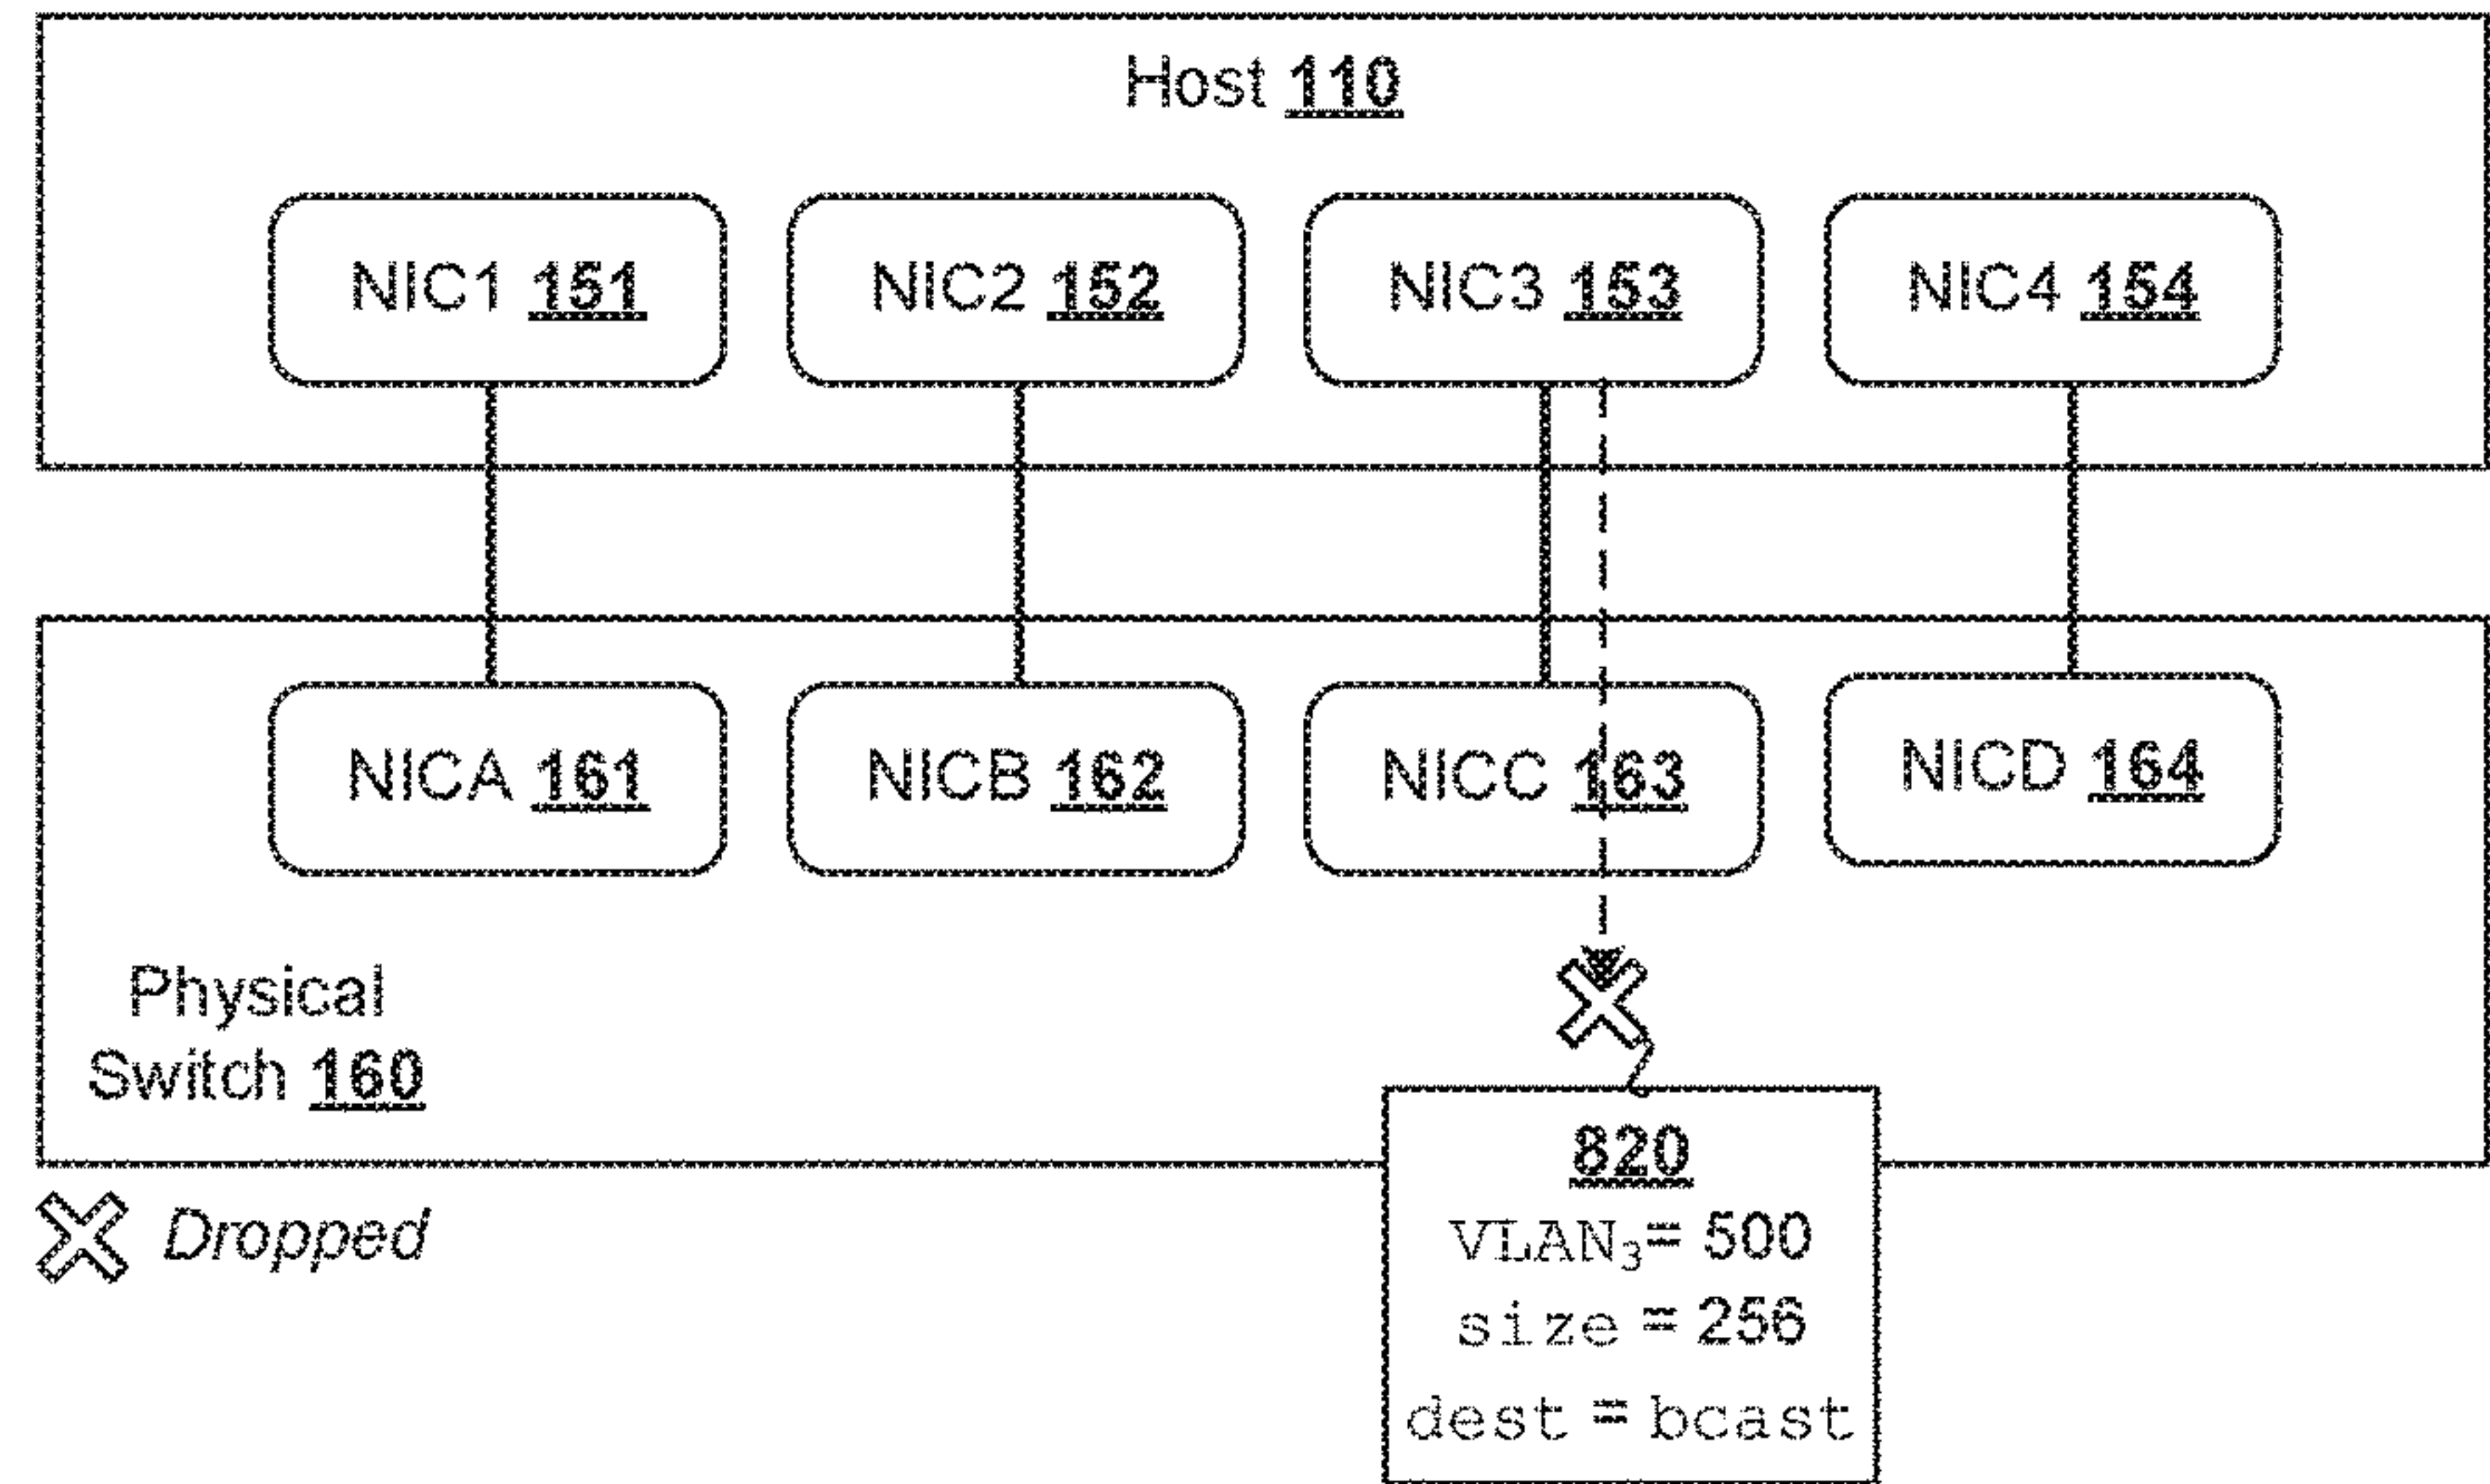 Host 110
NIC1 151
NIC2 152
NIC3 153
NIC4 154
NICA 161
NICB 162
NICC 163
NICD 164
Physical
Switch 160
820
VLAN₃= 500
size = 256
dest = bcast
Dropped